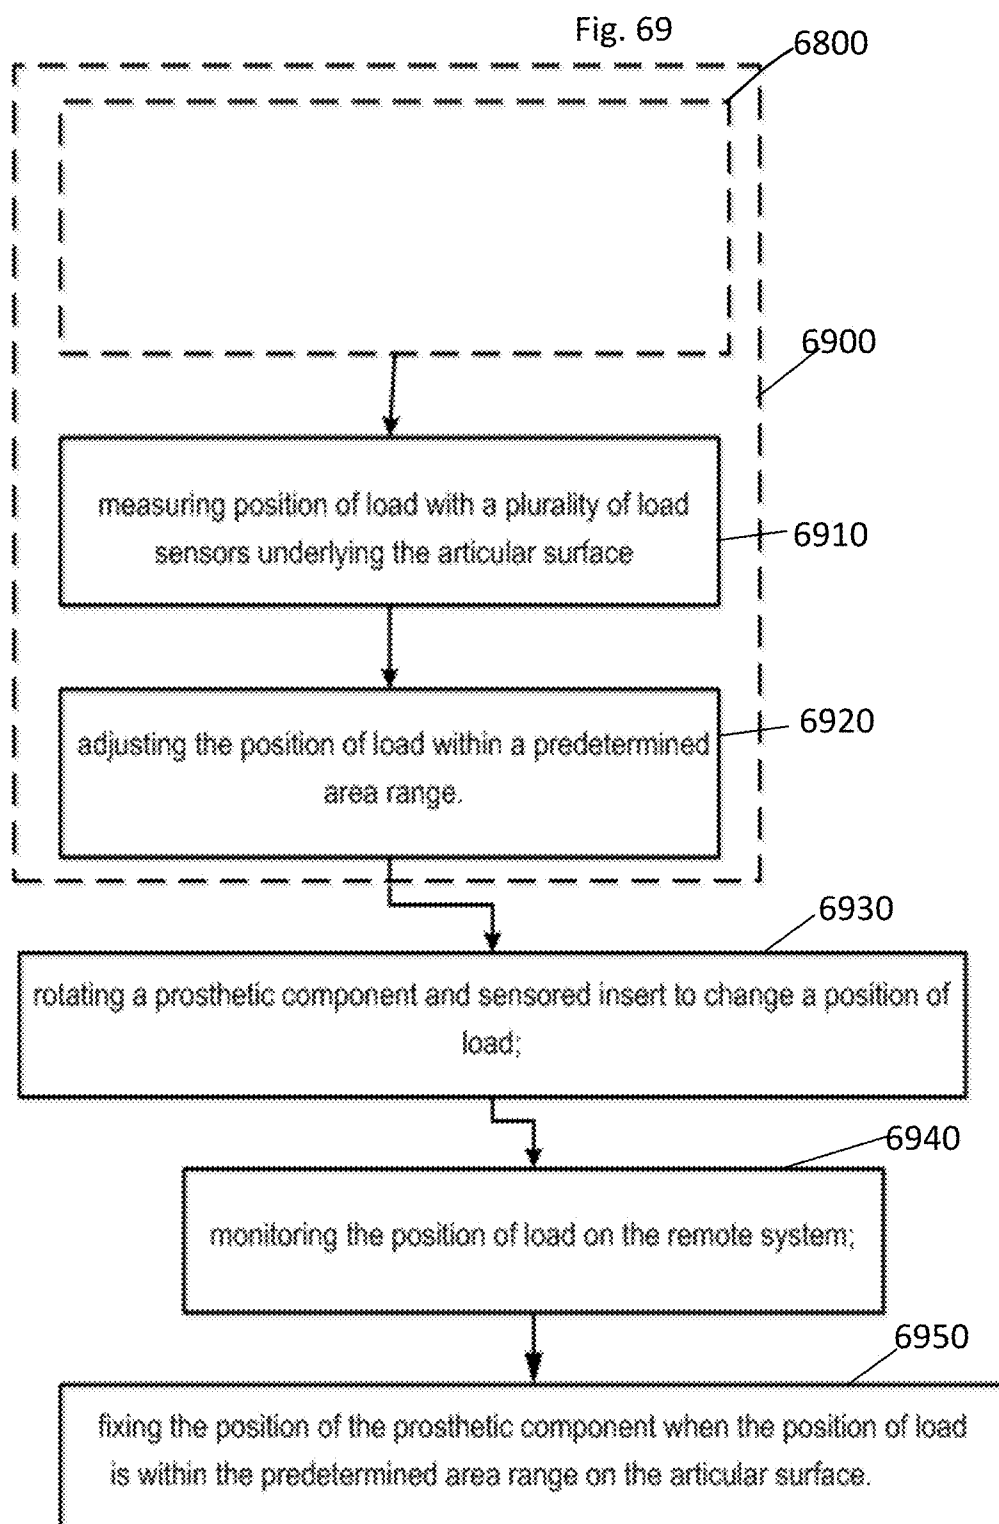 Fig. 69
6800
6900
measuring position of load with a plurality of load
sensors underlying the articular surface
6910
6920
adjusting the position of load within a predetermined
area range.
6930
rotating a prosthetic component and sensored insert to change a position of
load;
6940
monitoring the position of load on the remote system;
6950
fixing the position of the prosthetic component when the position of load
is within the predetermined area range on the articular surface.